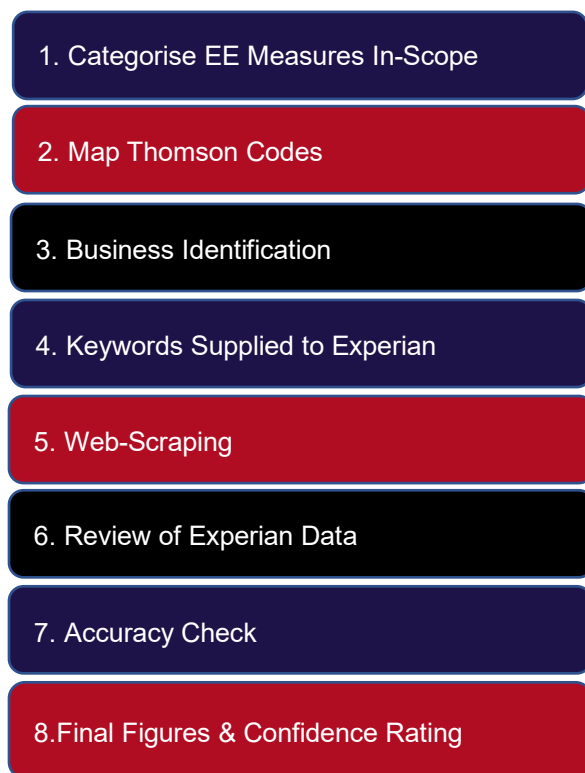 1. Categorise EE Measures In-Scope
2. Map Thomson Codes
3. Business Identification
4. Keywords Supplied to Experian
5. Web-Scraping
6. Review of Experian Data
7. Accuracy Check
8.Final Figures & Confidence Rating